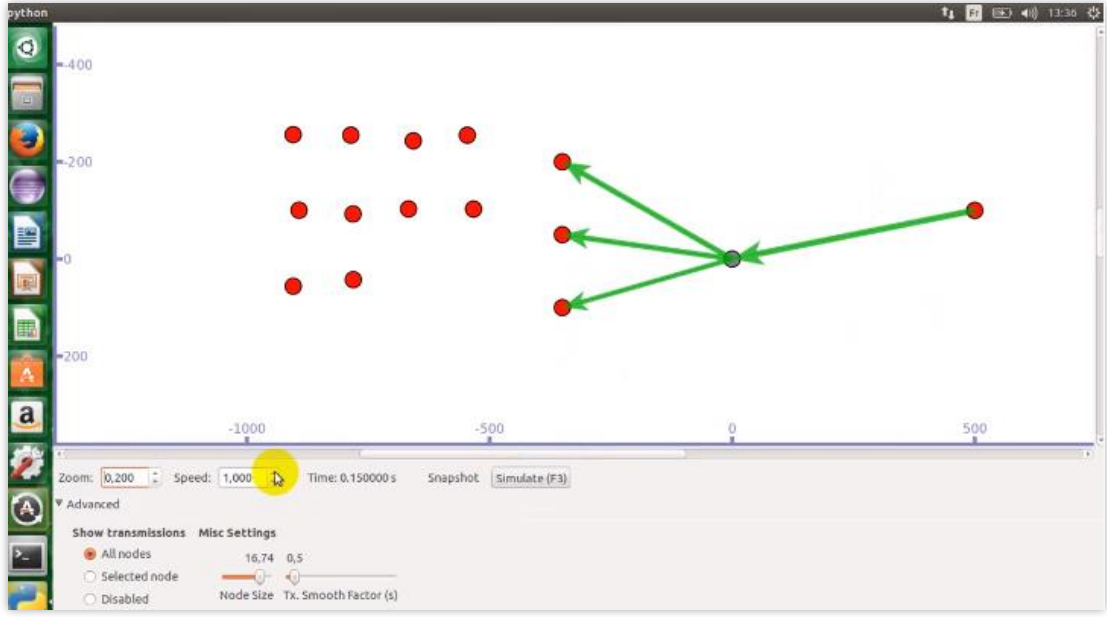 python Fr 13:36
-400
-200
0
200
-1000 -500 0 500
Zoom: 0,200 Speed: 1,000 Time: 0.150000 s Snapshot Simulate (F3)
Advanced
Show transmissions Misc Settings
All nodes 16,74 0,5
Selected node
Disabled Node Size Tx. Smooth Factor (s)
a
A
A
>_